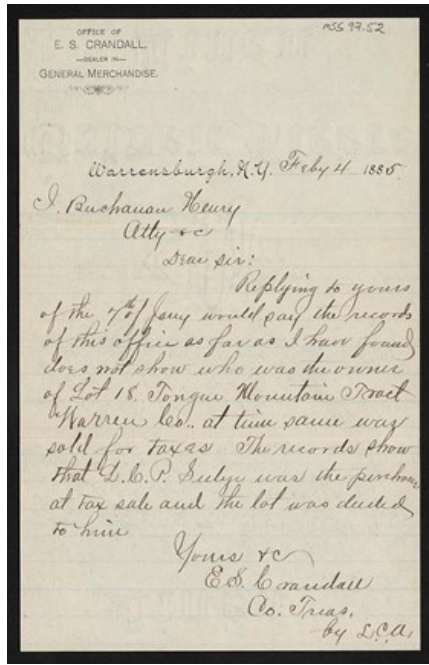 MSS 97.52
OFFICE OF
E. S. CRANDALL,
—DEALER IN—
GENERAL MERCHANDISE.
Warrensburgh, N.Y. Feby 4 1885.
J. Buchanan Henry
Atty &c
Dear sir:
Replying to yours
of the 7th of Jany would say the records
of this office as far as I have found
does not show who was the owner
of Lot 18. Tongue Mountain Tract
Warren Co., at time same was
sold for taxes. The records show
that D. C. P. was the purchaser
at tax sale and the lot was deeded
to him
Yours &c
E. S. Crandall
Co. Treas.
by